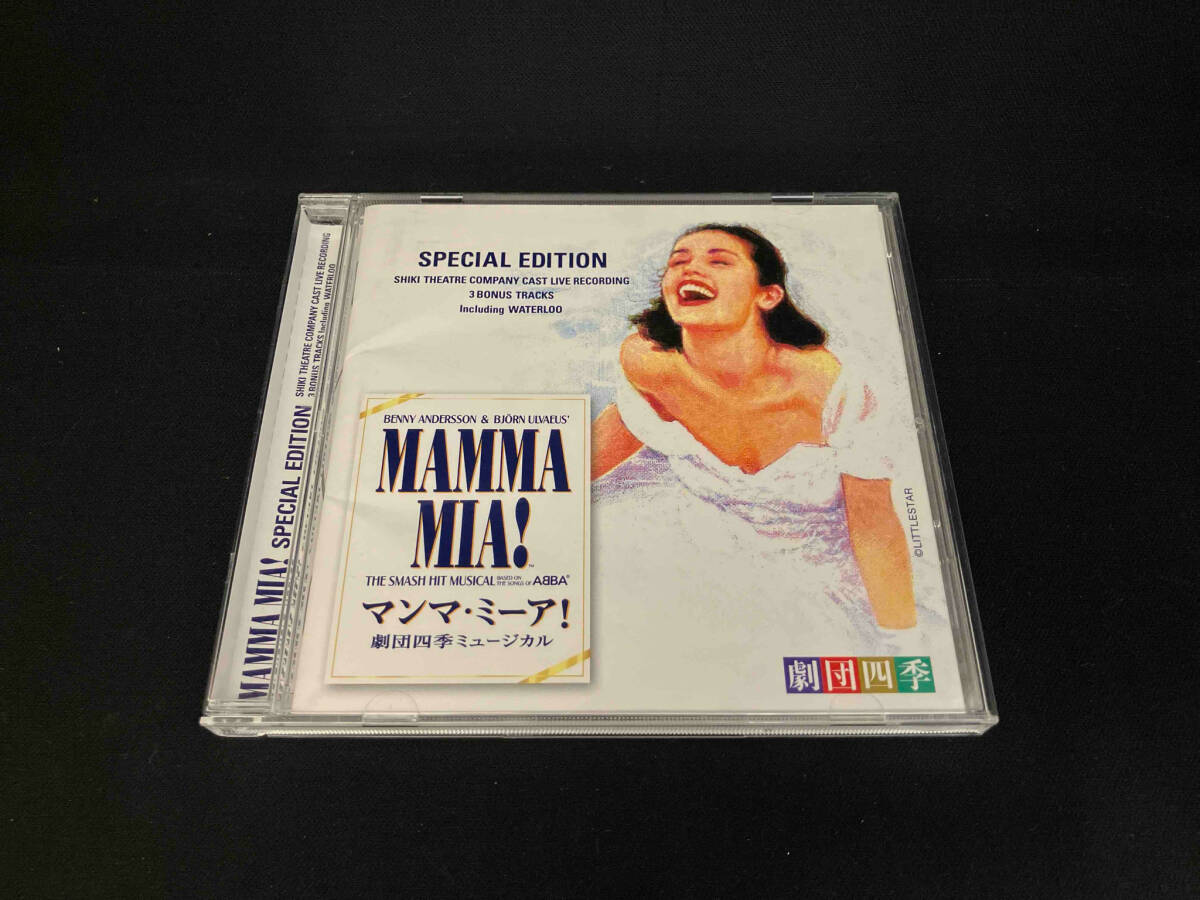 SPECIAL EDITION
SHIKI THEATRE COMPANY CAST LIVE RECORDING
3 BONUS TRACKS
Including WATERLOO
BENNY ANDERSSON & BJÖRN ULVAEUS'
MAMMA
MIA!™
THE SMASH HIT MUSICAL BASED ON THE SONGS OF ABBA®
マンマ・ミーア!
劇団四季ミュージカル
©LITTLESTAR
劇団四季
MAMMA MIA! SPECIAL EDITION
SHIKI THEATRE COMPANY CAST LIVE RECORDING
3 BONUS TRACKS Including WATERLOO